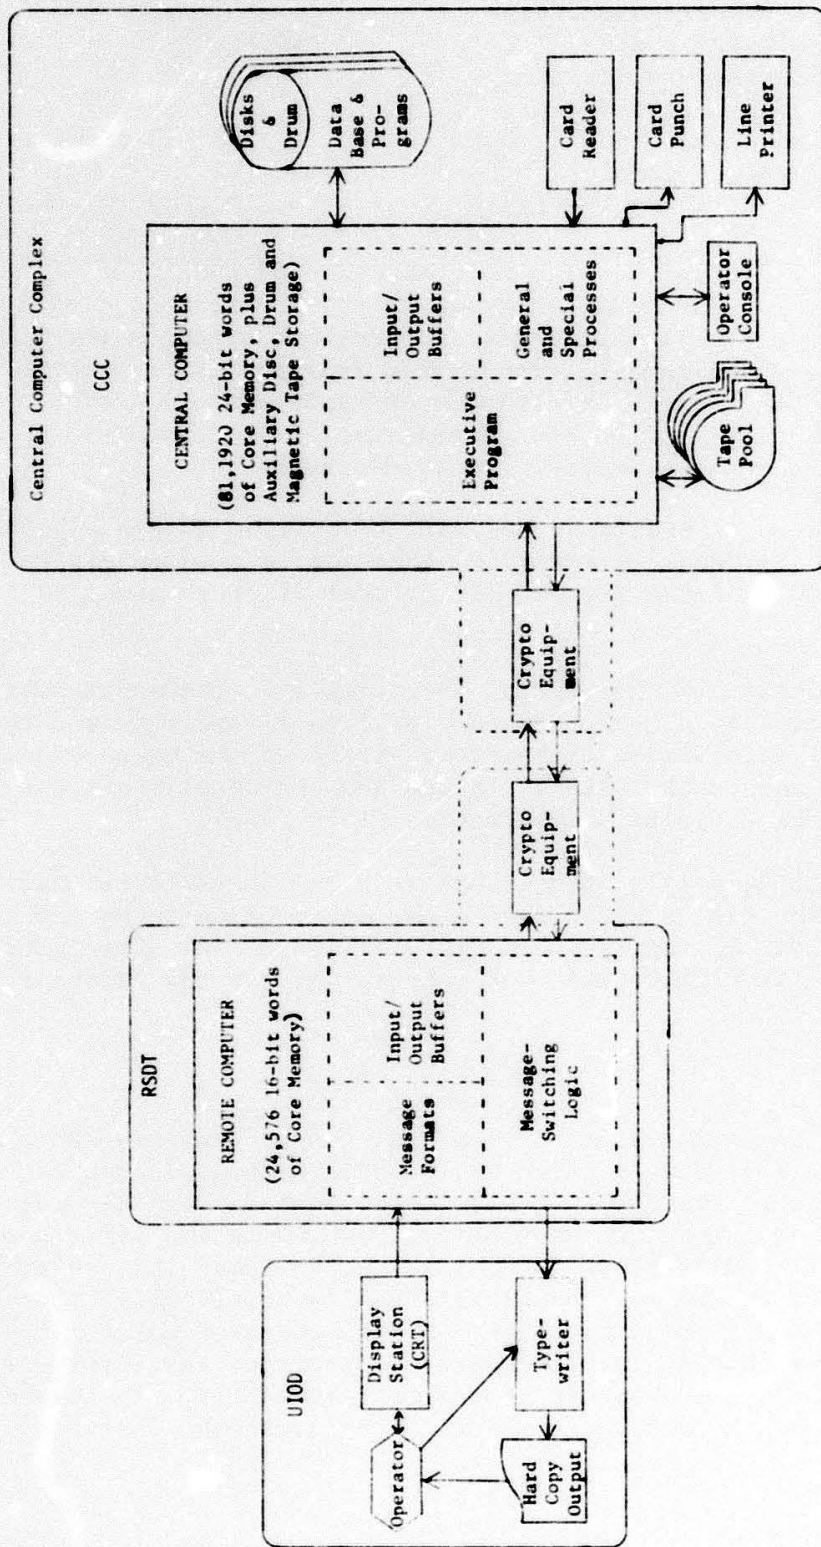 UIOD
Operator
Display
Station
(CRT)
Hard
Copy
Output
Type-
writer
RSDT
REMOTE COMPUTER
(24,576 16-bit words
of Core Memory)
Message
Formats
Input/
Output
Buffers
Message-
Switching
Logic
Crypto
Equip-
ment
Crypto
Equip-
ment
Central Computer Complex
CCC
CENTRAL COMPUTER
(81,1920 24-bit words
of Core Memory, plus
Auxiliary Disc, Drum and
Magnetic Tape Storage)
Executive
Program
Input/
Output
Buffers
General
and
Special
Processes
Disks
&
Drum
Data
Base &
Pro-
grams
Tape
Pool
Operator
Console
Card
Reader
Card
Punch
Line
Printer